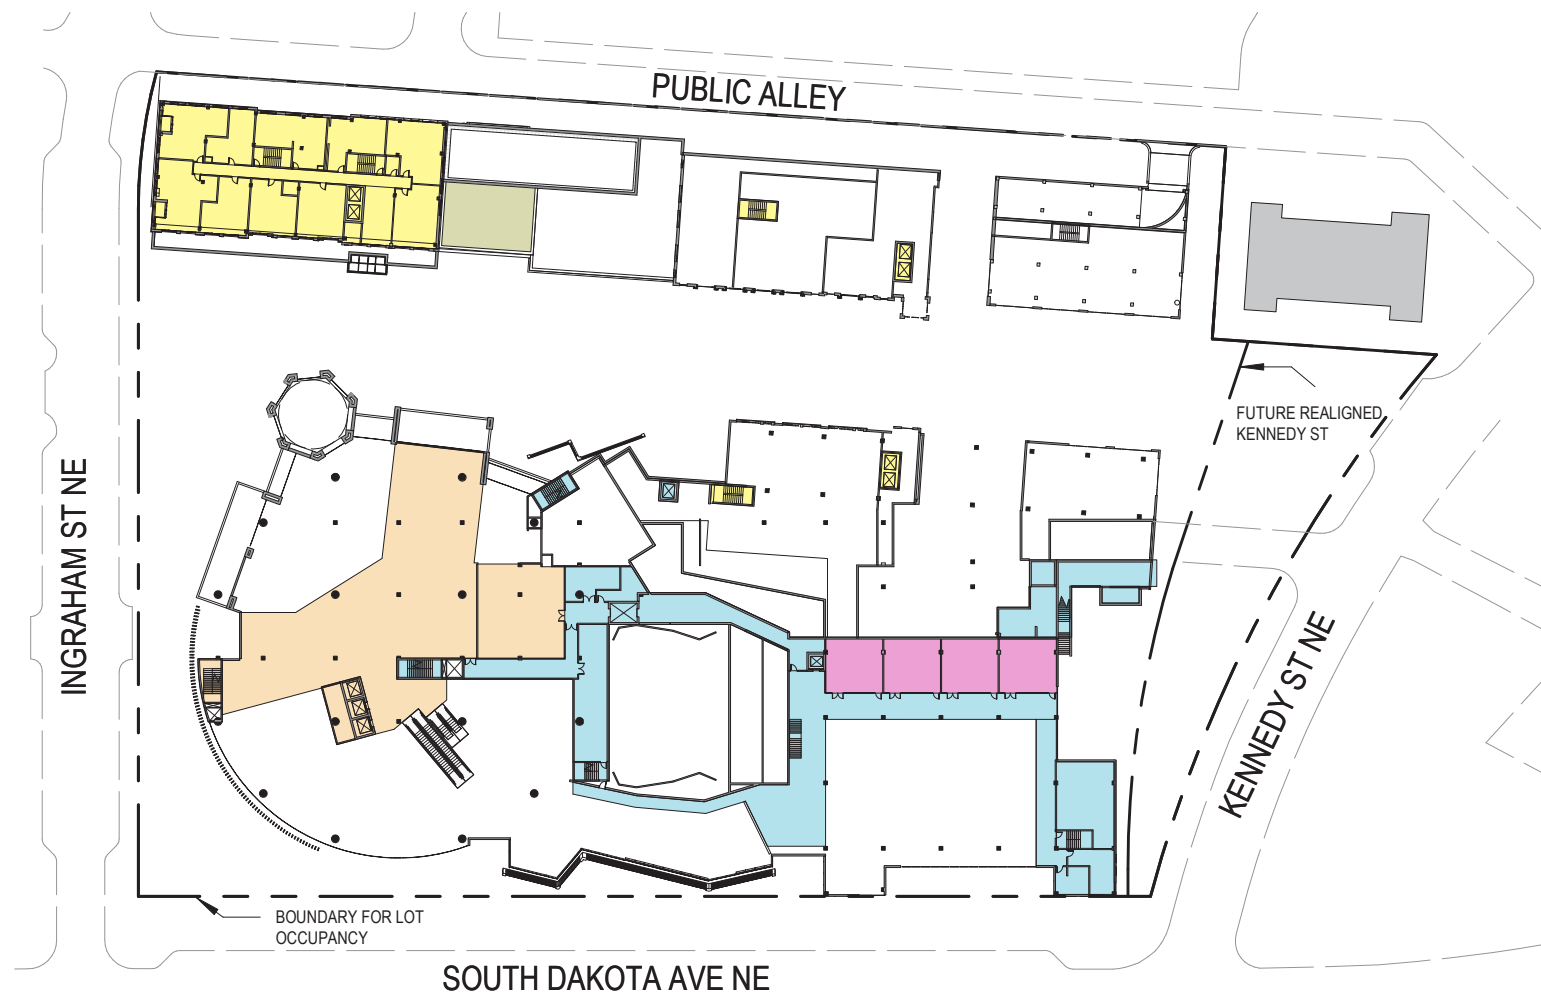 PUBLIC ALLEY
FUTURE REALIGNED
KENNEDY ST
INGRAHAM ST NE
KENNEDY ST NE
BOUNDARY FOR LOT
OCCUPANCY
SOUTH DAKOTA AVE NE